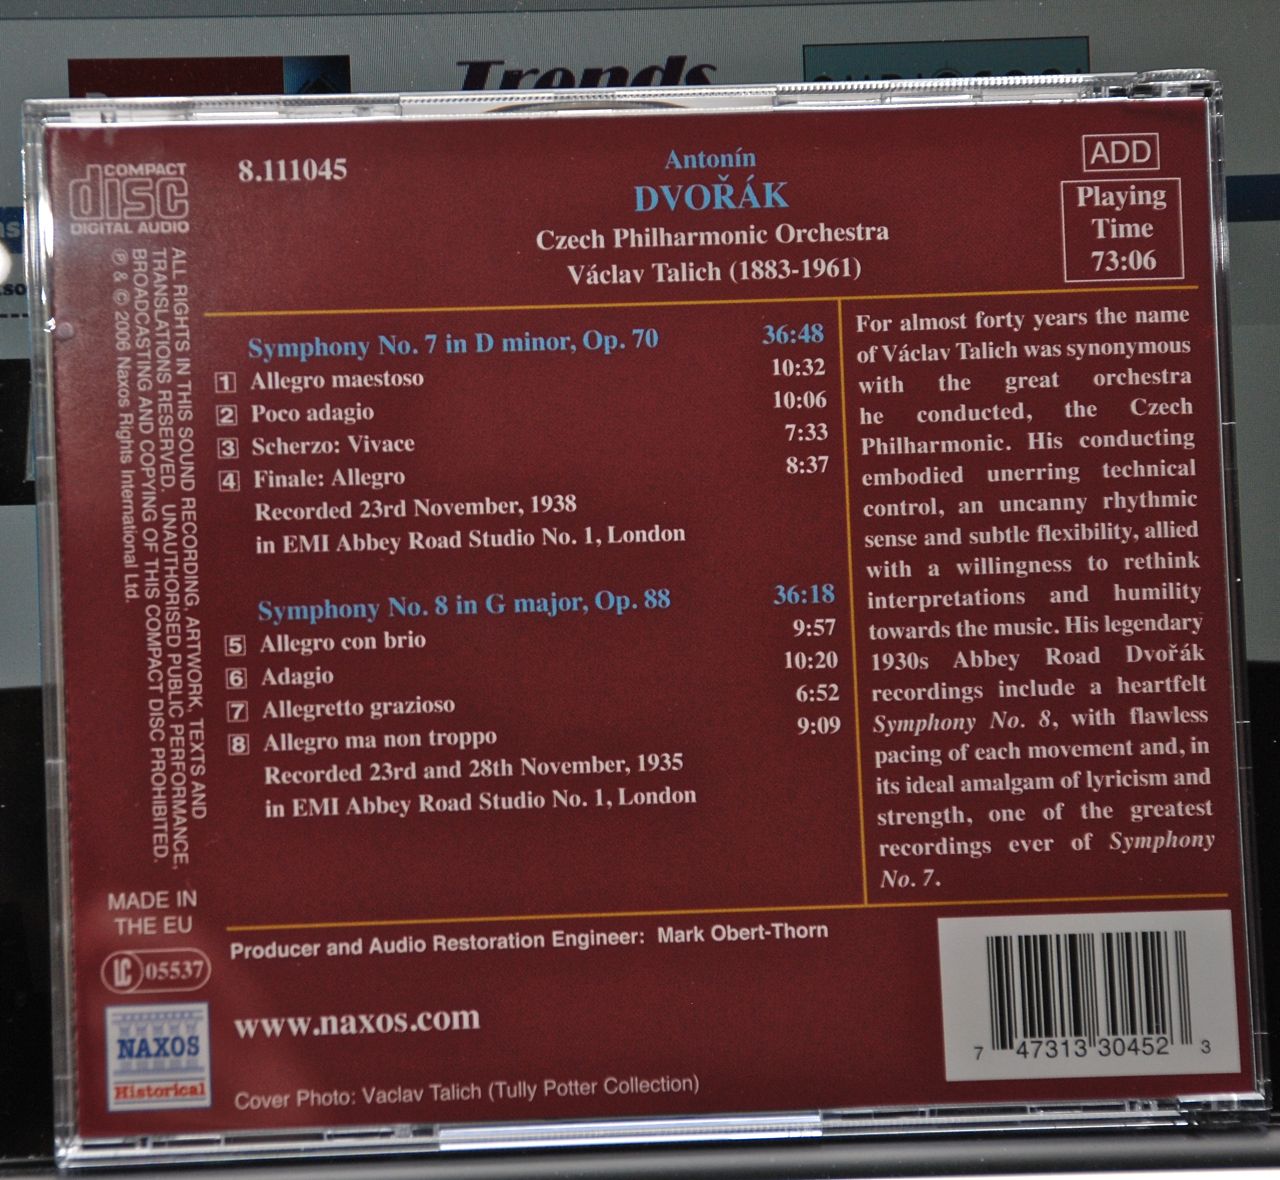 Trends
COMPACT
disc
DIGITAL AUDIO
8.111045
Antonín
DVOŘÁK
Czech Philharmonic Orchestra
Václav Talich (1883-1961)
ADD
Playing
Time
73:06
ALL RIGHTS IN THIS SOUND RECORDING, ARTWORK, TEXTS AND
TRANSLATIONS RESERVED. UNAUTHORISED PUBLIC PERFORMANCE,
BROADCASTING AND COPYING OF THIS COMPACT DISC PROHIBITED.
℗ & © 2006 Naxos Rights International Ltd.
Symphony No. 7 in D minor, Op. 70 36:48
1 Allegro maestoso 10:32
2 Poco adagio 10:06
3 Scherzo: Vivace 7:33
4 Finale: Allegro 8:37
Recorded 23rd November, 1938
in EMI Abbey Road Studio No. 1, London
Symphony No. 8 in G major, Op. 88 36:18
5 Allegro con brio 9:57
6 Adagio 10:20
7 Allegretto grazioso 6:52
8 Allegro ma non troppo 9:09
Recorded 23rd and 28th November, 1935
in EMI Abbey Road Studio No. 1, London
For almost forty years the name
of Václav Talich was synonymous
with the great orchestra
he conducted, the Czech
Philharmonic. His conducting
embodied unerring technical
control, an uncanny rhythmic
sense and subtle flexibility, allied
with a willingness to rethink
interpretations and humility
towards the music. His legendary
1930s Abbey Road Dvořák
recordings include a heartfelt
Symphony No. 8, with flawless
pacing of each movement and, in
its ideal amalgam of lyricism and
strength, one of the greatest
recordings ever of Symphony
No. 7.
MADE IN
THE EU
LC 05537
NAXOS
Historical
Producer and Audio Restoration Engineer: Mark Obert-Thorn
www.naxos.com
Cover Photo: Vaclav Talich (Tully Potter Collection)
7 47313 30452 3